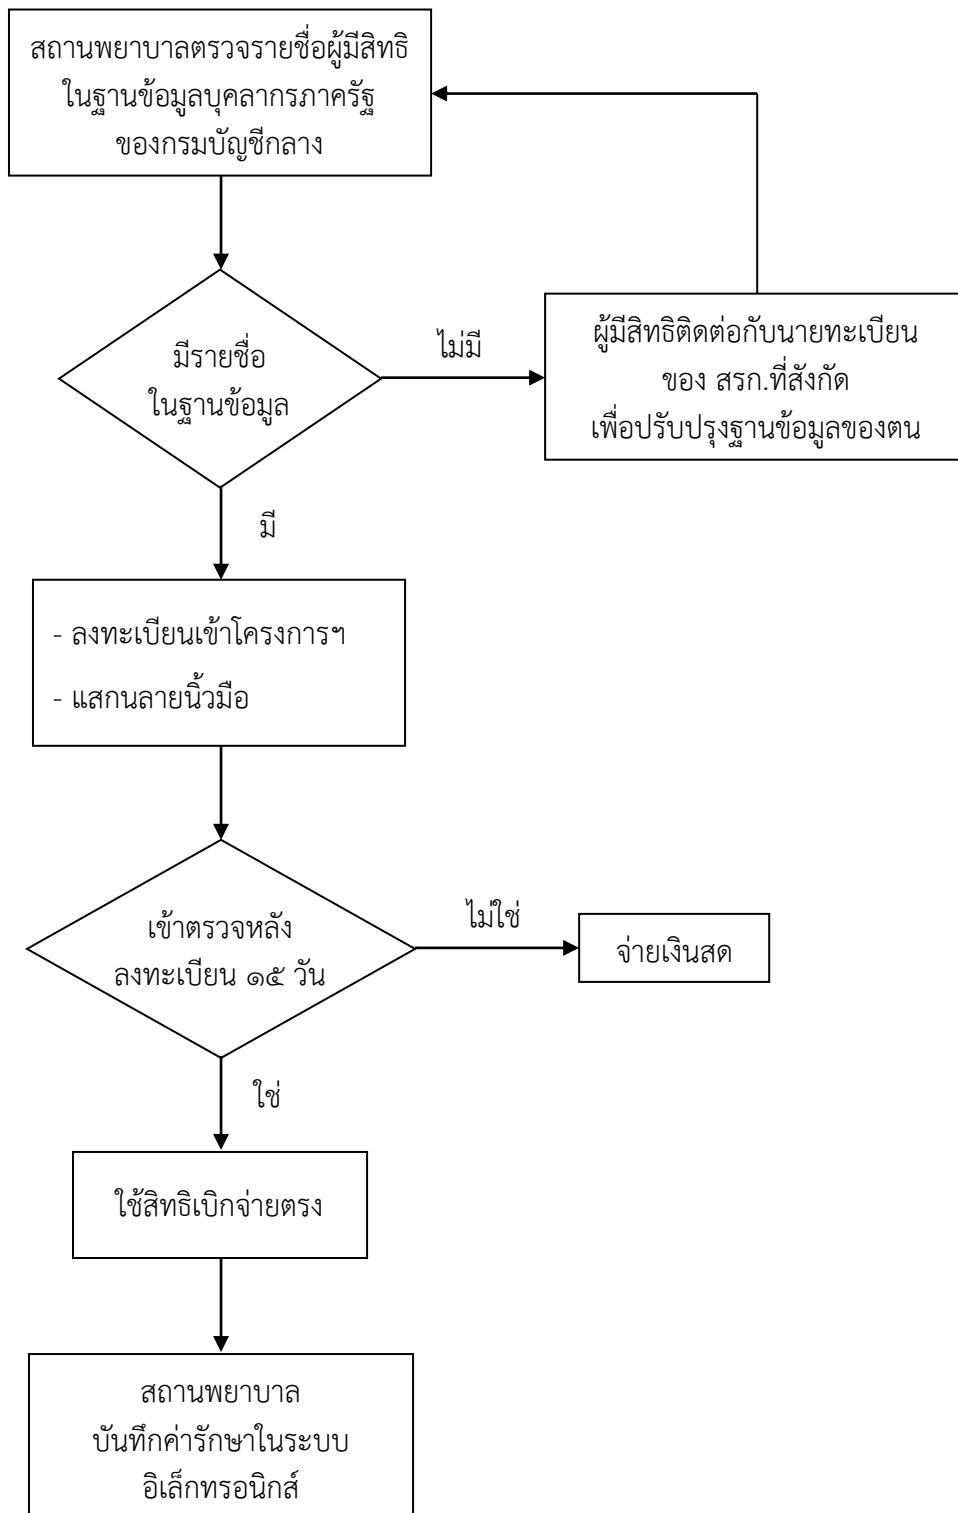 สถานพยาบาลตรวจรายชื่อผู้มีสิทธิ
ในฐานข้อมูลบุคลากรภาครัฐ
ของกรมบัญชีกลาง
มีรายชื่อ
ในฐานข้อมูล
ไม่มี
ผู้มีสิทธิติดต่อกับนายทะเบียน
ของ สรก.ที่สังกัด
เพื่อปรับปรุงฐานข้อมูลของตน
มี
- ลงทะเบียนเข้าโครงการฯ
- แสกนลายนิ้วมือ
เข้าตรวจหลัง
ลงทะเบียน ๑๕ วัน
ไม่ใช่
จ่ายเงินสด
ใช่
ใช้สิทธิเบิกจ่ายตรง
สถานพยาบาล
บันทึกค่ารักษาในระบบ
อิเล็กทรอนิกส์